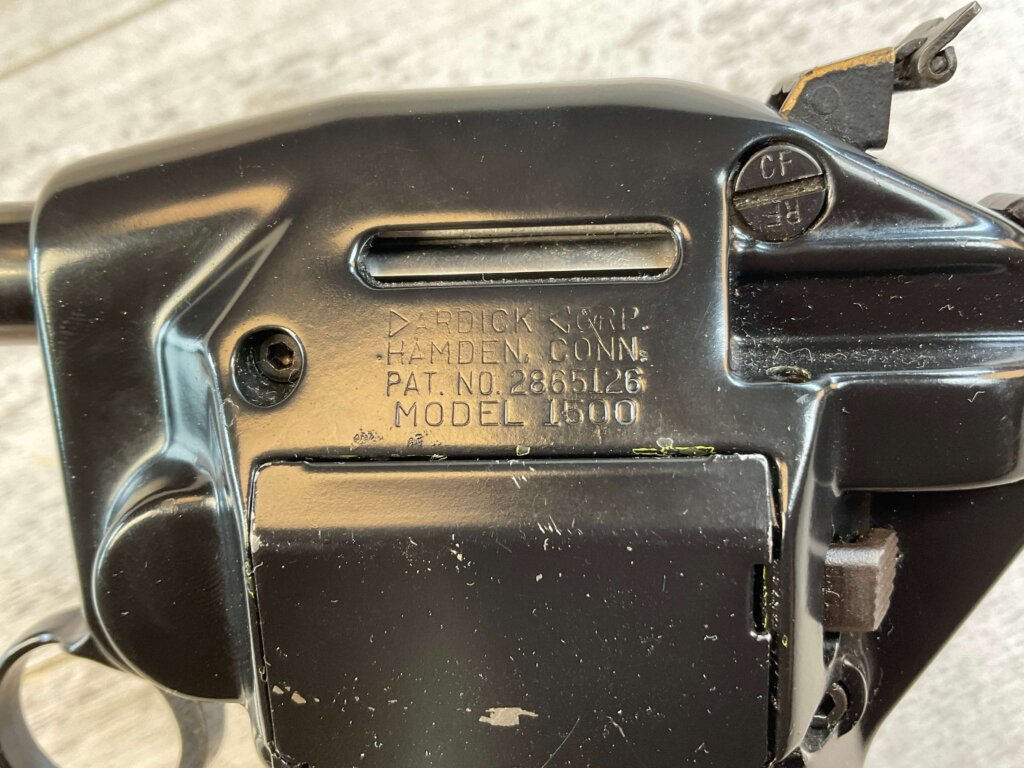 CF
RF
DARDICK CORP.
HAMDEN, CONN.
PAT. NO. 2865126
MODEL 1500